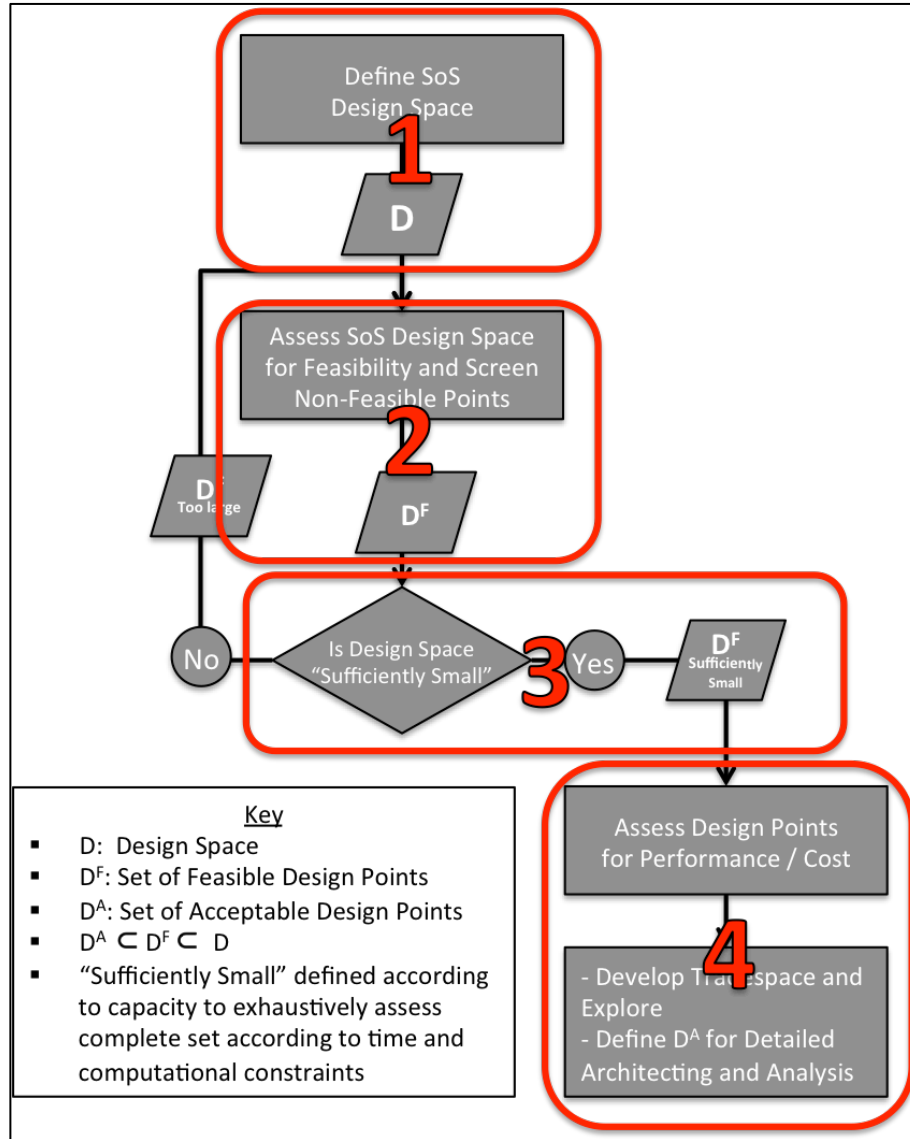 Define SoS
Design Space
1
D
Assess SoS Design Space
for Feasibility and Screen
Non-Feasible Points
2
Dᶠ
Too large
Dᶠ
Is Design Space
“Sufficiently Small”
No
3
Yes
Dᶠ
Sufficiently
Small
Assess Design Points
for Performance / Cost
4
- Develop Tradespace and
Explore
- Define Dᴬ for Detailed
Architecting and Analysis
Key
▪ D: Design Space
▪ Dᶠ: Set of Feasible Design Points
▪ Dᴬ: Set of Acceptable Design Points
▪ Dᴬ ⊂ Dᶠ ⊂ D
▪ “Sufficiently Small” defined according
to capacity to exhaustively assess
complete set according to time and
computational constraints